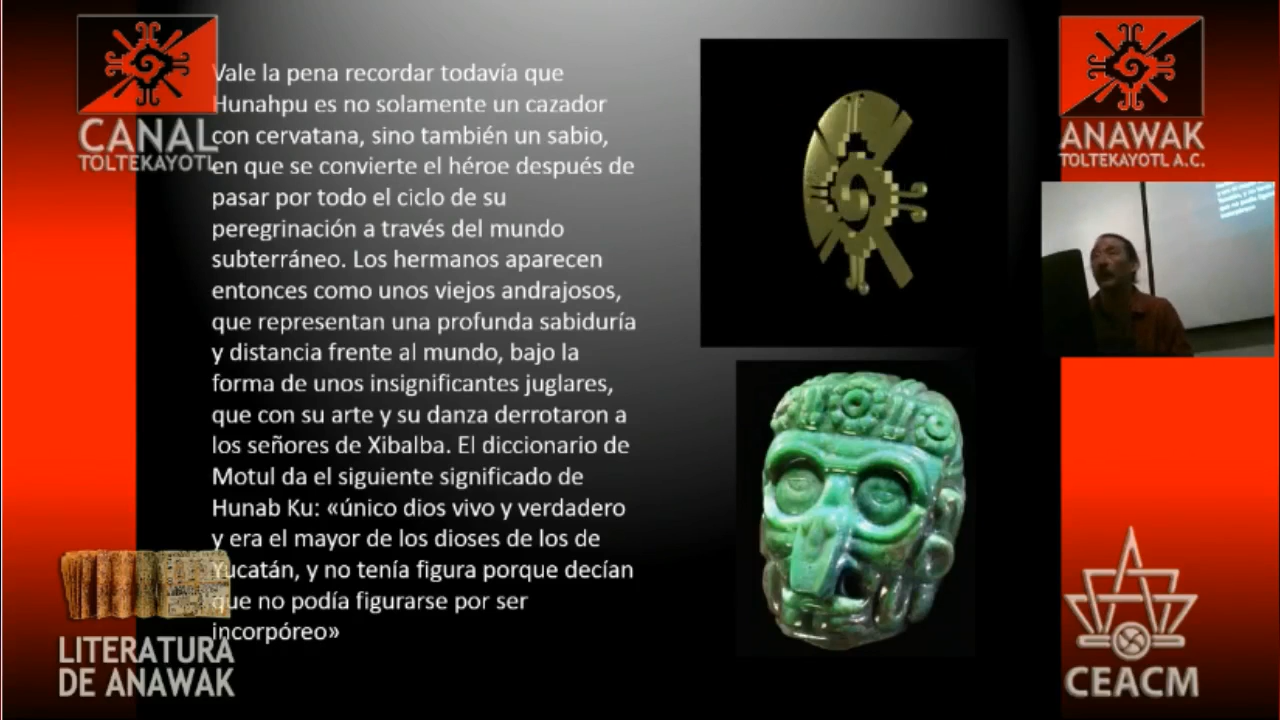 CANAL
TOLTEKAYOTL
Vale la pena recordar todavía que
Hunahpu es no solamente un cazador
con cervatana, sino también un sabio,
en que se convierte el héroe después de
pasar por todo el ciclo de su
peregrinación a través del mundo
subterráneo. Los hermanos aparecen
entonces como unos viejos andrajosos,
que representan una profunda sabiduría
y distancia frente al mundo, bajo la
forma de unos insignificantes juglares,
que con su arte y su danza derrotaron a
los señores de Xibalba. El diccionario de
Motul da el siguiente significado de
Hunab Ku: «único dios vivo y verdadero
y era el mayor de los dioses de los de
Yucatán, y no tenía figura porque decían
que no podía figurarse por ser
incorpóreo»
LITERATURA
DE ANAWAK
ANAWAK
TOLTEKAYOTL A.C.
que no podía
incorpóreo»
CEACM